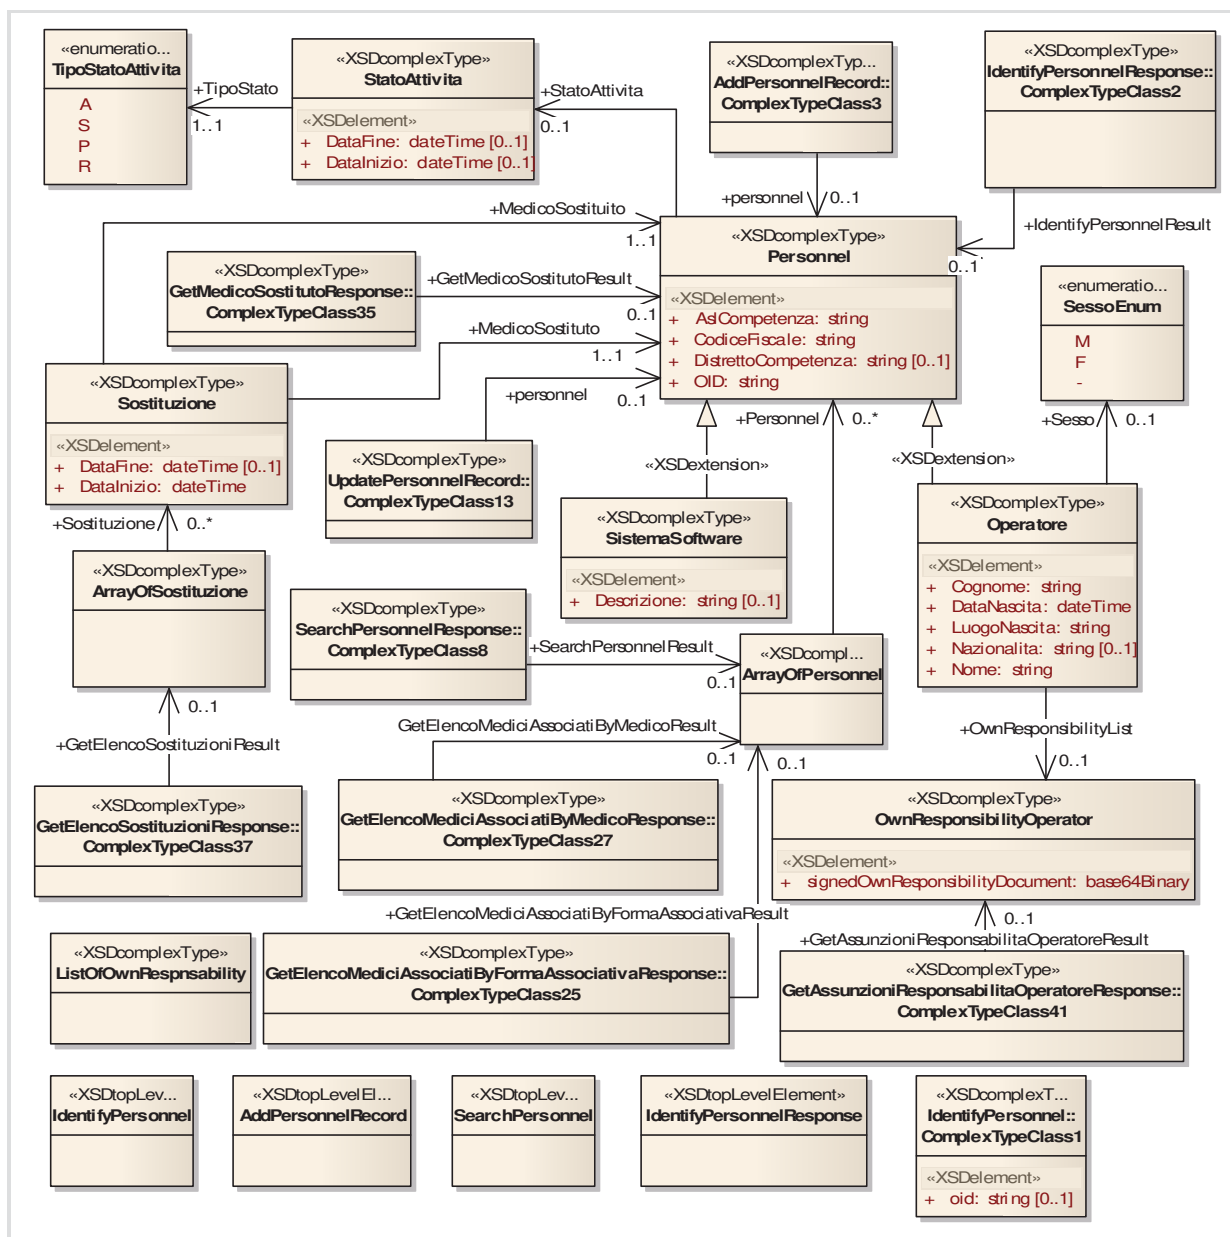 «enumeratio...
TipoStatoAttivita
A
S
P
R
+TipoStato
1..1
«XSDcomplexType»
StatoAttivita
«XSDelement»
+ DataFine: dateTime [0..1]
+ DataInizio: dateTime [0..1]
+StatoAttivita
0..1
«XSDcomplexTyp...
AddPersonnelRecord::
ComplexTypeClass3
+personnel
0..1
«XSDcomplexType»
IdentifyPersonnelResponse::
ComplexTypeClass2
+IdentifyPersonnelResult
0..1
+MedicoSostituito
1..1
«XSDcomplexType»
Personnel
«XSDelement»
+ AslCompetenza: string
+ CodiceFiscale: string
+ DistrettoCompetenza: string [0..1]
+ OID: string
«XSDcomplexType»
GetMedicoSostitutoResponse::
ComplexTypeClass35
+GetMedicoSostitutoResult
0..1
+MedicoSostituto
1..1
«enumeratio...
SessoEnum
M
F
-
+Sesso
0..1
«XSDcomplexType»
Sostituzione
«XSDelement»
+ DataFine: dateTime [0..1]
+ DataInizio: dateTime
+personnel
0..1
+Personnel
0..*
«XSDcomplexType»
UpdatePersonnelRecord::
ComplexTypeClass13
«XSDextension»
«XSDextension»
«XSDcomplexType»
SistemaSoftware
«XSDelement»
+ Descrizione: string [0..1]
«XSDcomplexType»
Operatore
«XSDelement»
+ Cognome: string
+ DataNascita: dateTime
+ LuogoNascita: string
+ Nazionalita: string [0..1]
+ Nome: string
+Sostituzione
0..*
«XSDcomplexType»
ArrayOfSostituzione
«XSDcomplexType»
SearchPersonnelResponse::
ComplexTypeClass8
+SearchPersonnelResult
0..1
«XSDcompl...
ArrayOfPersonnel
0..1
+GetElencoSostituzioniResult
GetElencoMediciAssociatiByMedicoResult
0..1
0..1
+OwnResponsibilityList
0..1
«XSDcomplexType»
GetElencoSostituzioniResponse::
ComplexTypeClass37
«XSDcomplexType»
GetElencoMediciAssociatiByMedicoResponse::
ComplexTypeClass27
«XSDcomplexType»
OwnResponsibilityOperator
«XSDelement»
+ signedOwnResponsibilityDocument: base64Binary
+GetElencoMediciAssociatiByFormaAssociativaResult
0..1
+GetAssunzioniResponsabilitaOperatoreResult
«XSDcomplexType»
ListOfOwnRespnsability
«XSDcomplexType»
GetElencoMediciAssociatiByFormaAssociativaResponse::
ComplexTypeClass25
«XSDcomplexType»
GetAssunzioniResponsabilitaOperatoreResponse::
ComplexTypeClass41
«XSDtopLev...
IdentifyPersonnel
«XSDtopLevelEl...
AddPersonnelRecord
«XSDtopLev...
SearchPersonnel
«XSDtopLevelElement»
IdentifyPersonnelResponse
«XSDcomplexT...
IdentifyPersonnel::
ComplexTypeClass1
«XSDelement»
+ oid: string [0..1]